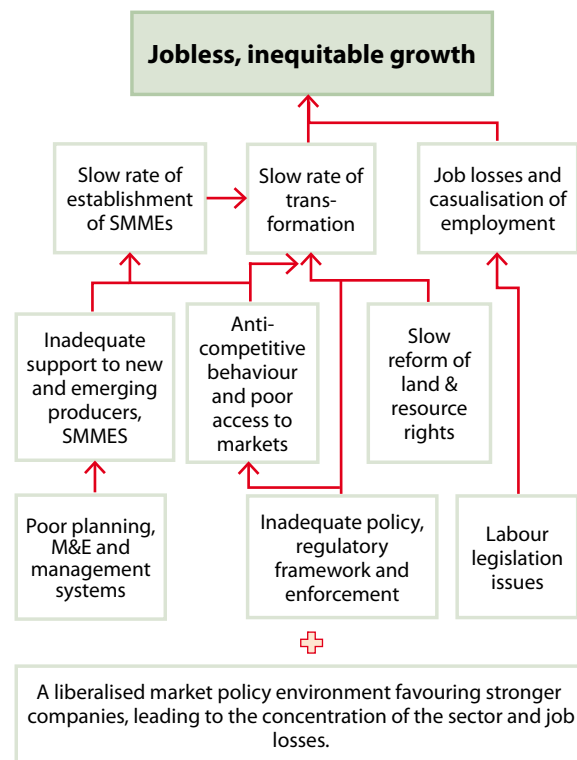 Jobless, inequitable growth
Slow rate of
establishment
of SMMEs
Slow rate of
trans-
formation
Job losses and
casualisation of
employment
Inadequate
support to new
and emerging
producers,
SMMES
Anti-
competitive
behaviour
and poor
access to
markets
Slow
reform of
land &
resource
rights
Poor planning,
M&E and
management
systems
Inadequate policy,
regulatory
framework and
enforcement
Labour
legislation
issues
A liberalised market policy environment favouring stronger
companies, leading to the concentration of the sector and job
losses.